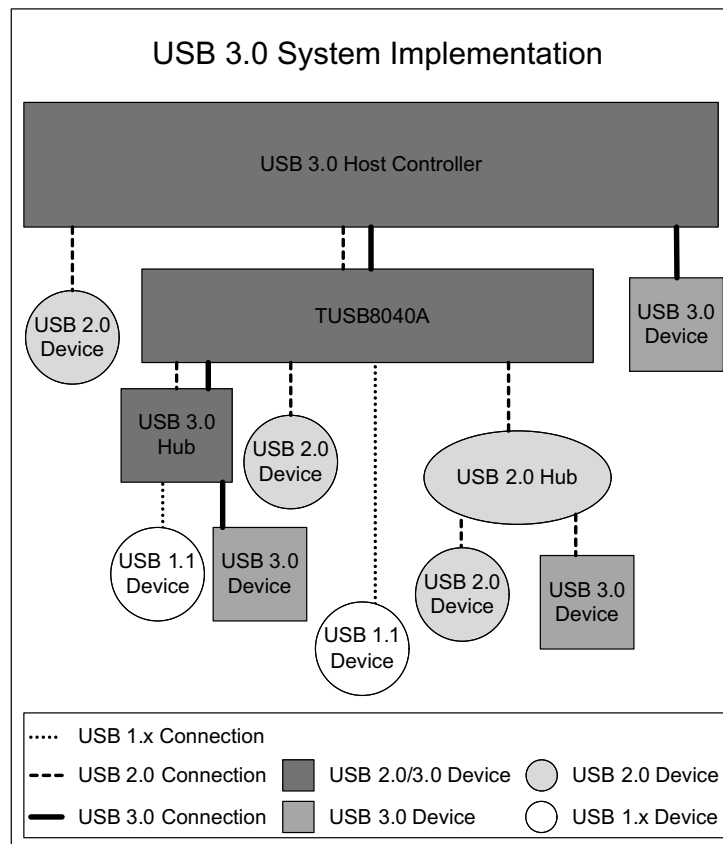 USB 3.0 System Implementation
USB 3.0 Host Controller
USB 2.0
Device
TUSB8040A
USB 3.0
Device
USB 3.0
Hub
USB 2.0
Device
USB 2.0 Hub
USB 1.1
Device
USB 3.0
Device
USB 1.1
Device
USB 2.0
Device
USB 3.0
Device
USB 1.x Connection
USB 2.0 Connection
USB 2.0/3.0 Device
USB 2.0 Device
USB 3.0 Connection
USB 3.0 Device
USB 1.x Device